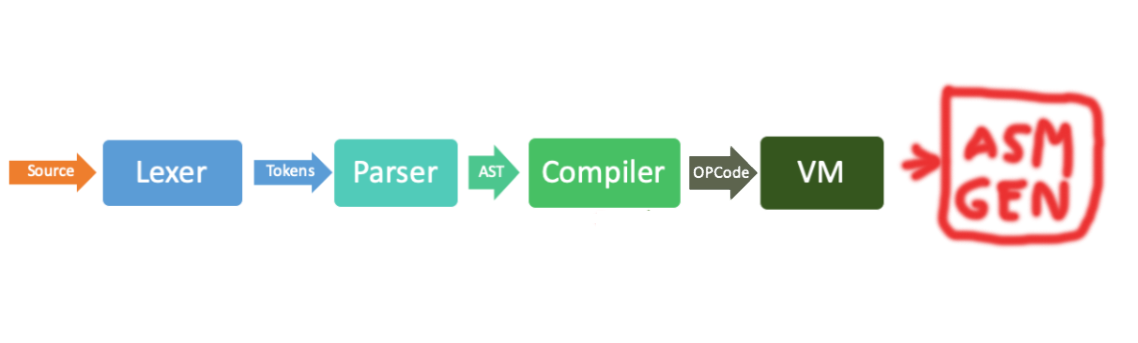 Source
Lexer
Tokens
Parser
AST
Compiler
OPCode
VM
ASM
GEN